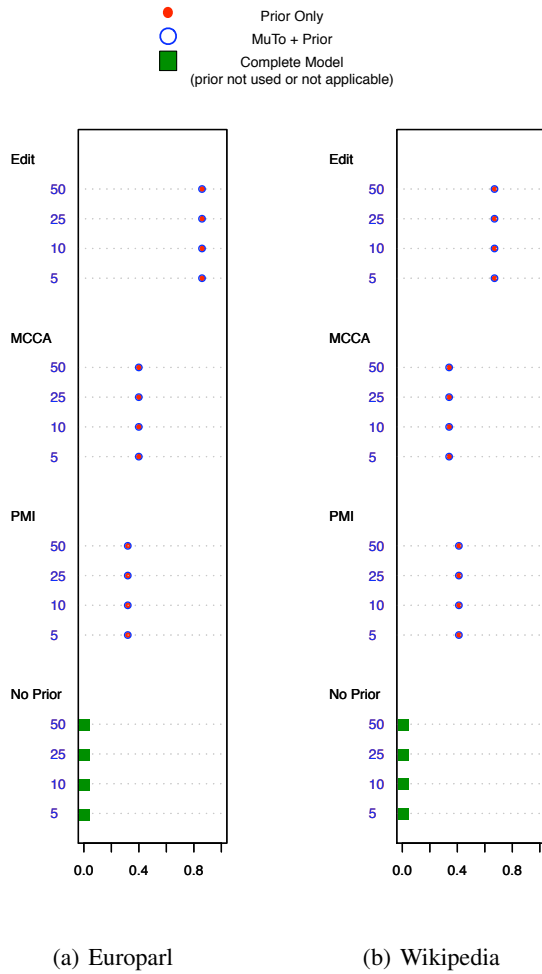 Prior Only
MuTo + Prior
Complete Model
(prior not used or not applicable)
Edit
50
25
10
5
MCCA
50
25
10
5
PMI
50
25
10
5
No Prior
50
25
10
5
0.0 0.4 0.8
(a) Europarl
Edit
50
25
10
5
MCCA
50
25
10
5
PMI
50
25
10
5
No Prior
50
25
10
5
0.0 0.4 0.8
(b) Wikipedia